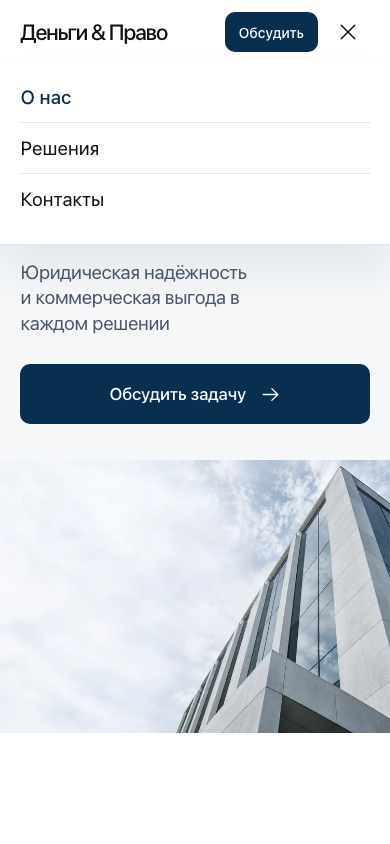 Деньги & Право
Обсудить
О нас
Решения
Контакты
Юридическая надёжность
и коммерческая выгода в
каждом решении
Обсудить задачу